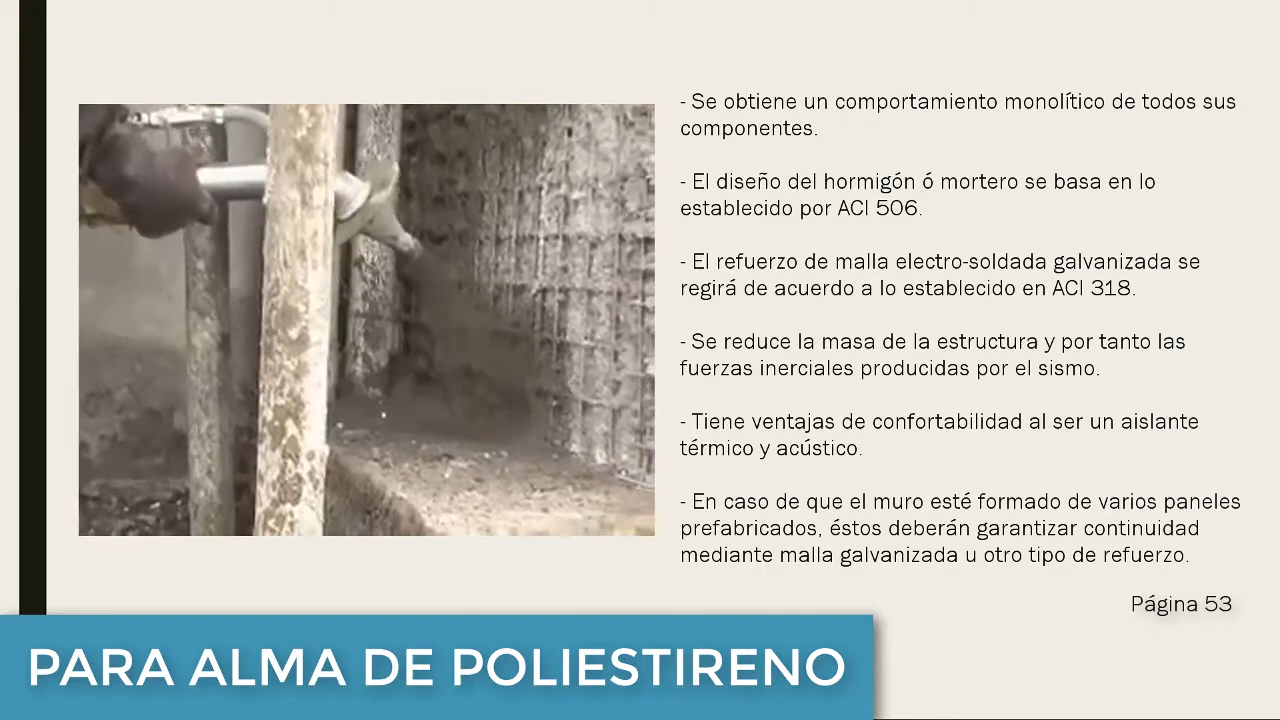 - Se obtiene un comportamiento monolítico de todos sus
componentes.
- El diseño del hormigón ó mortero se basa en lo
establecido por ACI 506.
- El refuerzo de malla electro-soldada galvanizada se
regirá de acuerdo a lo establecido en ACI 318.
- Se reduce la masa de la estructura y por tanto las
fuerzas inerciales producidas por el sismo.
- Tiene ventajas de confortabilidad al ser un aislante
térmico y acústico.
- En caso de que el muro esté formado de varios paneles
prefabricados, éstos deberán garantizar continuidad
mediante malla galvanizada u otro tipo de refuerzo.
Página 53
PARA ALMA DE POLIESTIRENO